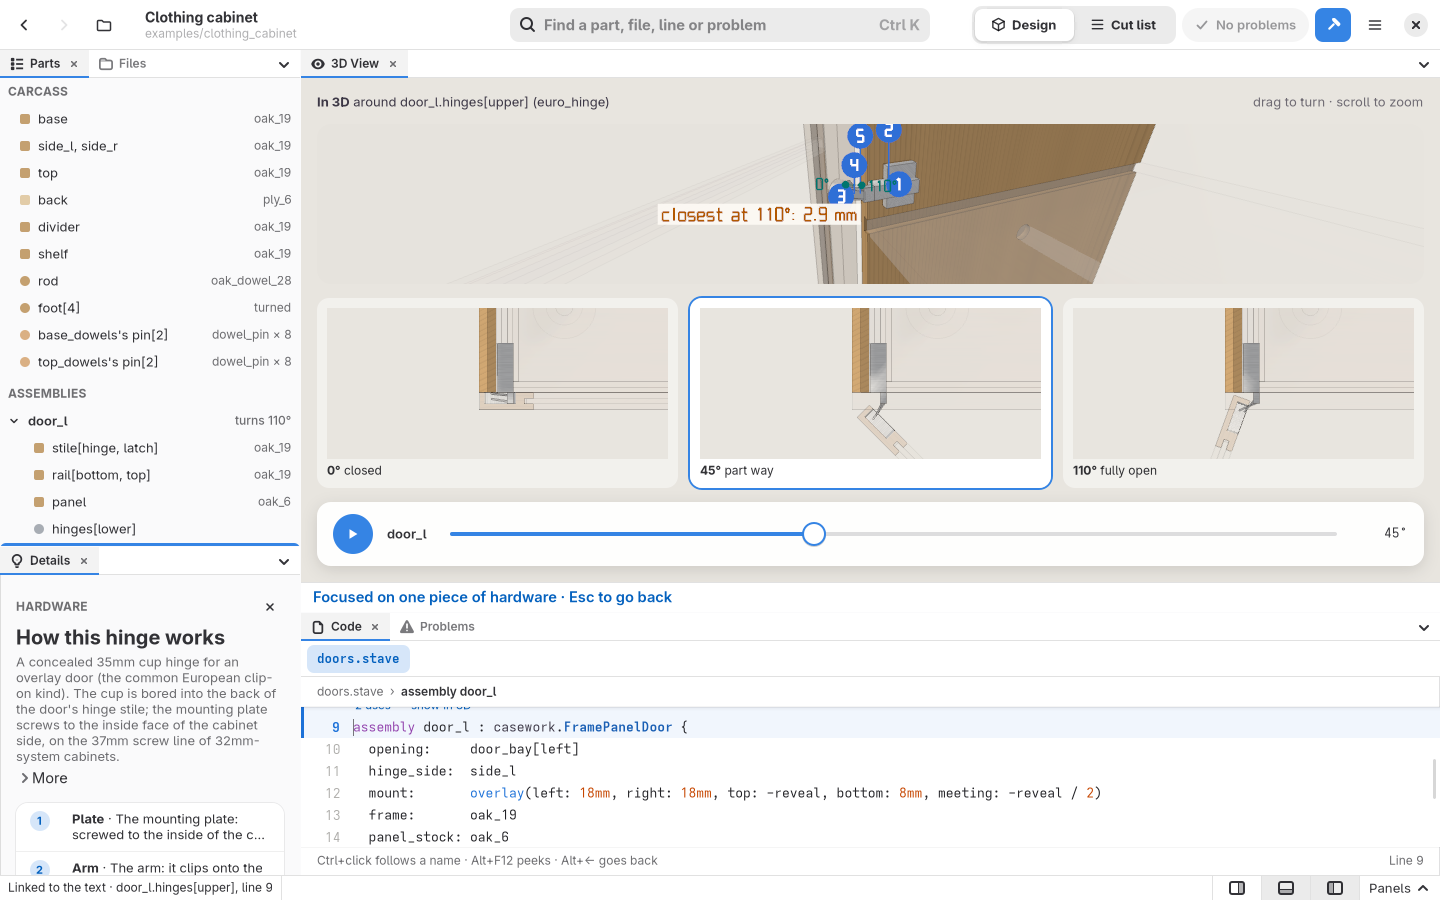 Clothing cabinet
examples/clothing_cabinet
Find a part, file, line or problem
Ctrl K
Design
Cut list
No problems
Parts
Files
3D View
CARCASS
base
oak_19
side_l, side_r
oak_19
top
oak_19
back
ply_6
divider
oak_19
shelf
oak_19
rod
oak_dowel_28
foot[4]
turned
base_dowels's pin[2]
dowel_pin × 8
top_dowels's pin[2]
dowel_pin × 8
ASSEMBLIES
door_l
turns 110°
stile[hinge, latch]
oak_19
rail[bottom, top]
oak_19
panel
oak_6
hinges[lower]
Details
HARDWARE
How this hinge works
A concealed 35mm cup hinge for an
overlay door (the common European clip-
on kind). The cup is bored into the back of
the door's hinge stile; the mounting plate
screws to the inside face of the cabinet
side, on the 37mm screw line of 32mm-
system cabinets.
More
1
Plate · The mounting plate:
screwed to the inside of the c...
2
Arm · The arm: it clips onto the
In 3D around door_l.hinges[upper] (euro_hinge)
drag to turn · scroll to zoom
5
2
4
0°
110°
1
3
closest at 110°: 2.9 mm
0° closed
45° part way
110° fully open
door_l
45°
Focused on one piece of hardware · Esc to go back
Code
Problems
doors.stave
doors.stave › assembly door_l
9
assembly door_l : casework.FramePanelDoor {
10
opening: door_bay[left]
11
hinge_side: side_l
12
mount: overlay(left: 18mm, right: 18mm, top: -reveal, bottom: 8mm, meeting: -reveal / 2)
13
frame: oak_19
14
panel_stock: oak_6
Ctrl+click follows a name · Alt+F12 peeks · Alt+← goes back
Line 9
Linked to the text · door_l.hinges[upper], line 9
Panels